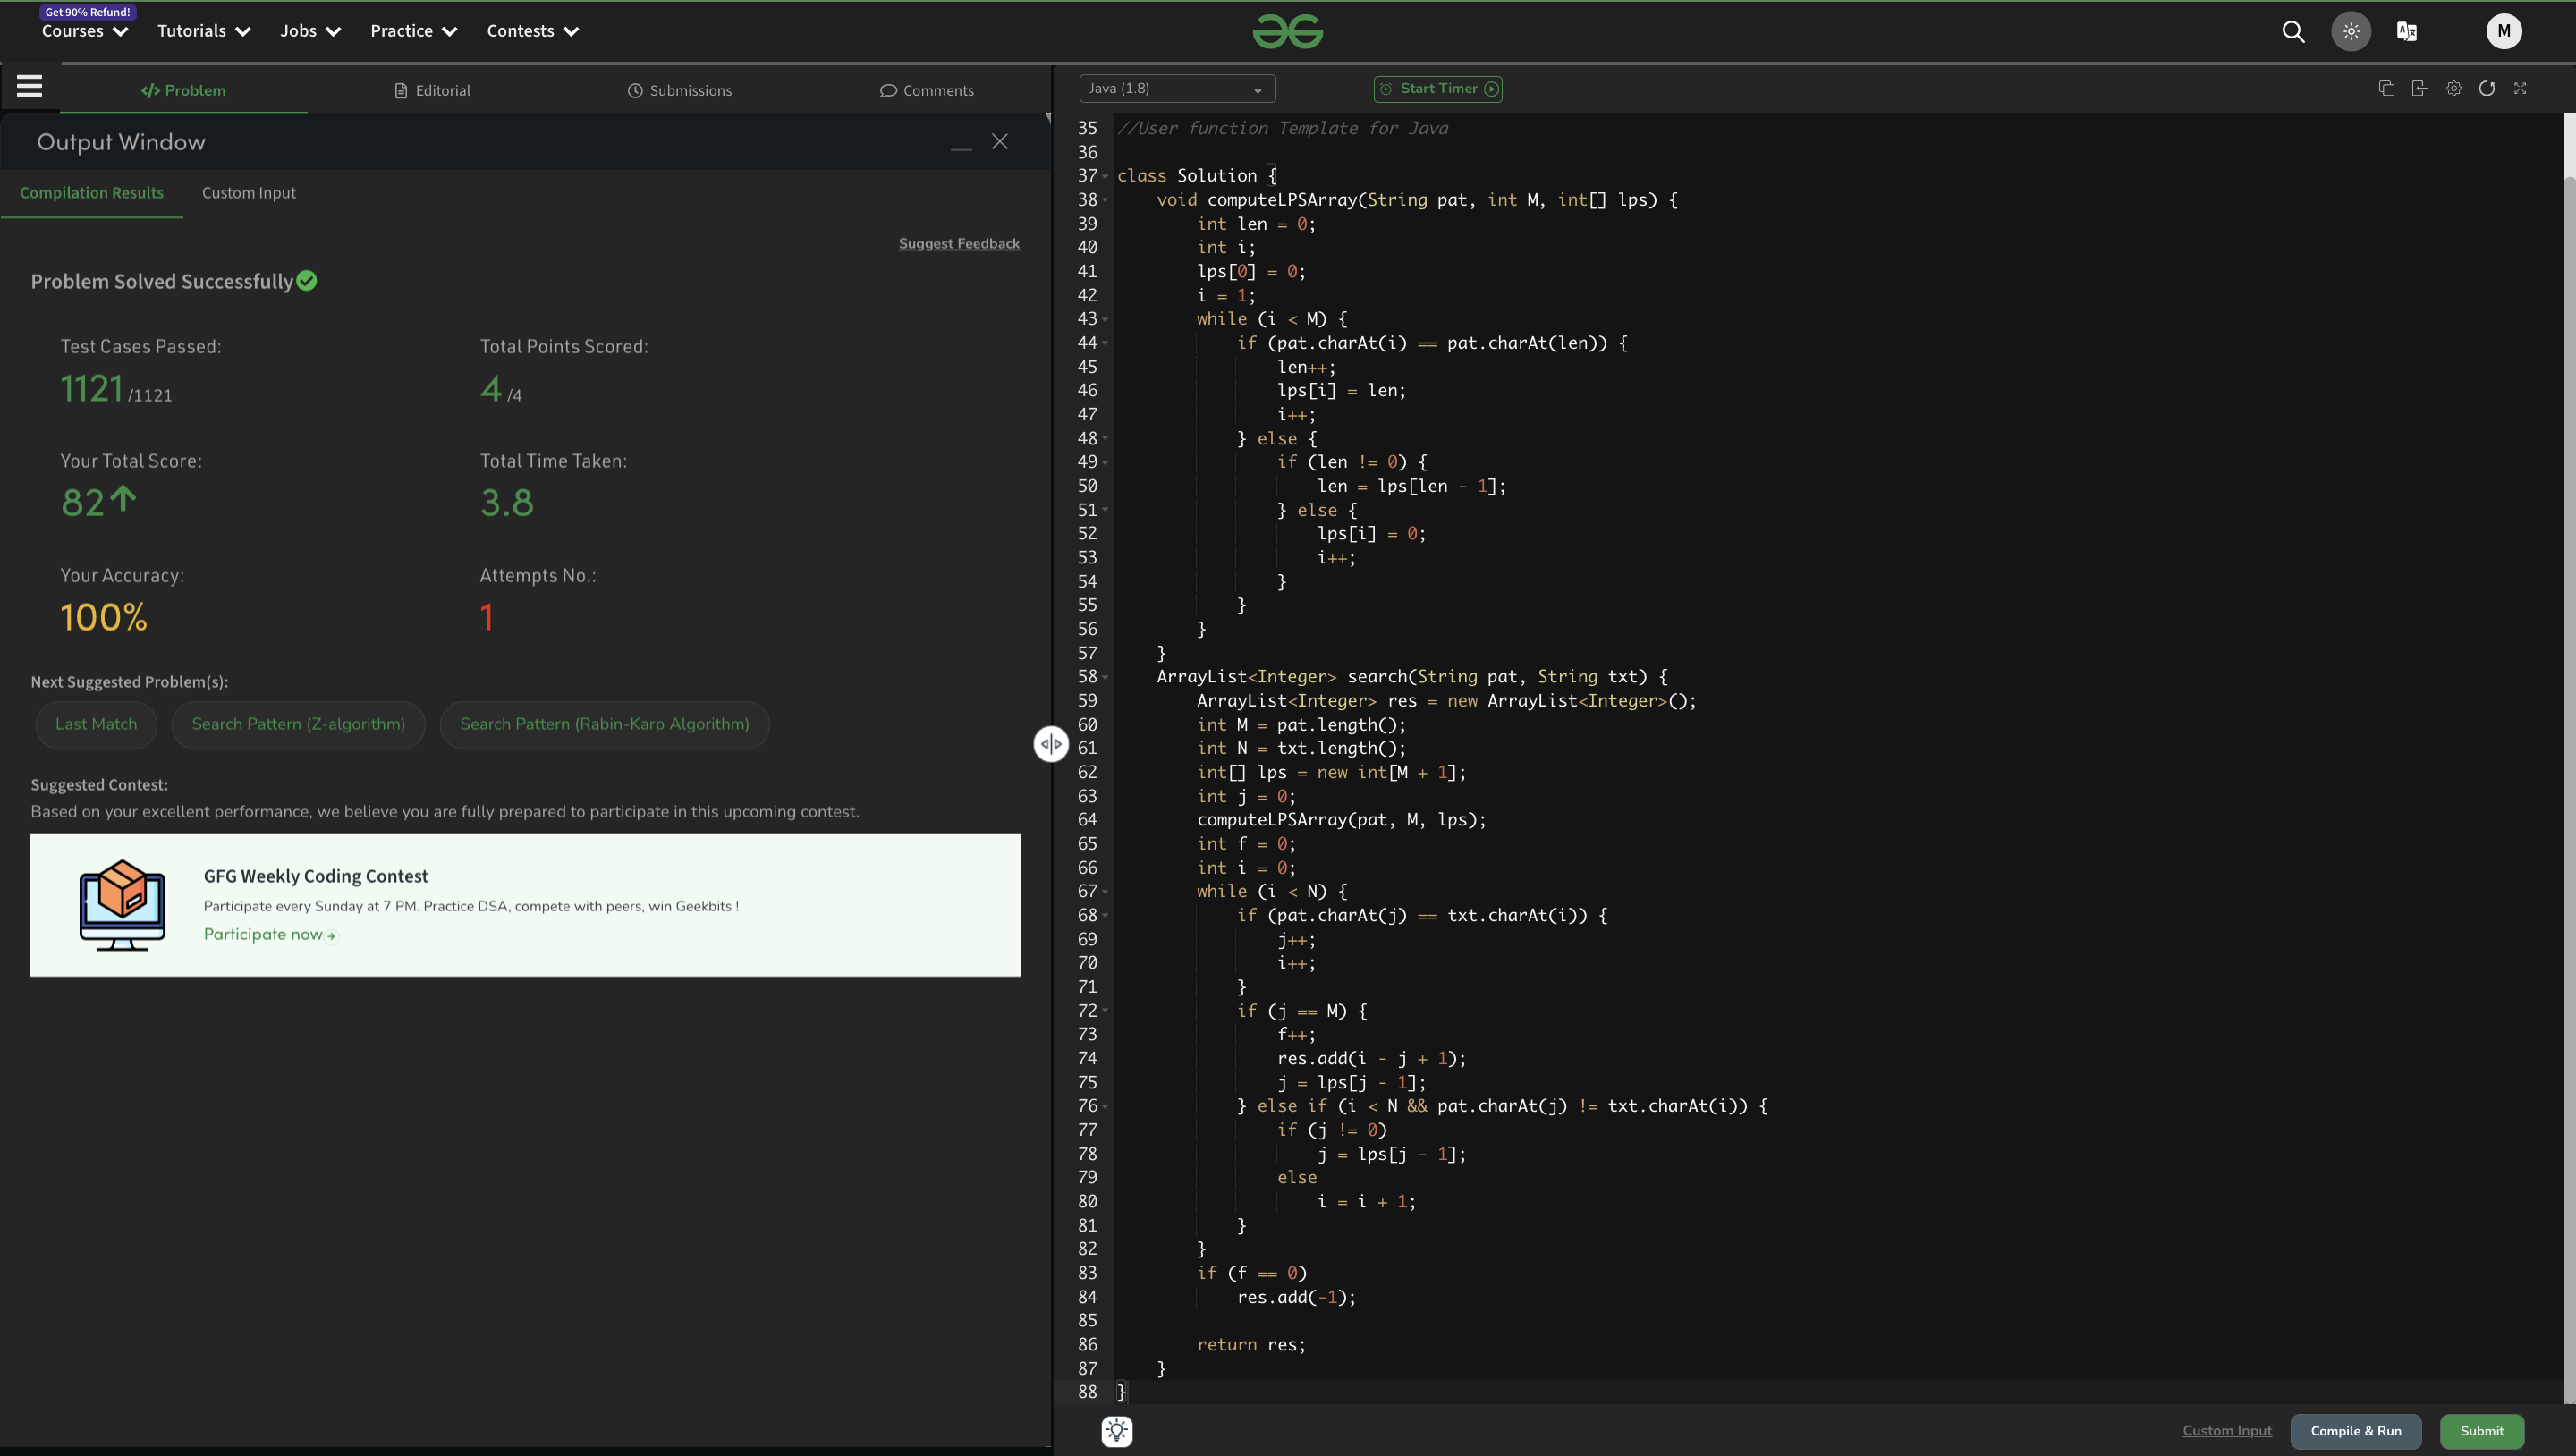 Get 90% Refund!
Courses
Tutorials
Jobs
Practice
Contests
M
Problem
Editorial
Submissions
Comments
Output Window
Compilation Results
Custom Input
Suggest Feedback
Problem Solved Successfully
Test Cases Passed:
Total Points Scored:
1121 /1121
4 /4
Your Total Score:
Total Time Taken:
82
3.8
Your Accuracy:
Attempts No.:
100%
1
Next Suggested Problem(s):
Last Match
Search Pattern (Z-algorithm)
Search Pattern (Rabin-Karp Algorithm)
Suggested Contest:
Based on your excellent performance, we believe you are fully prepared to participate in this upcoming contest.
GFG Weekly Coding Contest
Participate every Sunday at 7 PM. Practice DSA, compete with peers, win Geekbits !
Participate now
Java (1.8)
Start Timer
35 //User function Template for Java
36
37 class Solution {
38     void computeLPSArray(String pat, int M, int[] lps) {
39         int len = 0;
40         int i;
41         lps[0] = 0;
42         i = 1;
43         while (i < M) {
44             if (pat.charAt(i) == pat.charAt(len)) {
45                 len++;
46                 lps[i] = len;
47                 i++;
48             } else {
49                 if (len != 0) {
50                     len = lps[len - 1];
51                 } else {
52                     lps[i] = 0;
53                     i++;
54                 }
55             }
56         }
57     }
58     ArrayList<Integer> search(String pat, String txt) {
59         ArrayList<Integer> res = new ArrayList<Integer>();
60         int M = pat.length();
61         int N = txt.length();
62         int[] lps = new int[M + 1];
63         int j = 0;
64         computeLPSArray(pat, M, lps);
65         int f = 0;
66         int i = 0;
67         while (i < N) {
68             if (pat.charAt(j) == txt.charAt(i)) {
69                 j++;
70                 i++;
71             }
72             if (j == M) {
73                 f++;
74                 res.add(i - j + 1);
75                 j = lps[j - 1];
76             } else if (i < N && pat.charAt(j) != txt.charAt(i)) {
77                 if (j != 0)
78                     j = lps[j - 1];
79                 else
80                     i = i + 1;
81             }
82         }
83         if (f == 0)
84             res.add(-1);
85
86         return res;
87     }
88 }
Custom Input
Compile & Run
Submit